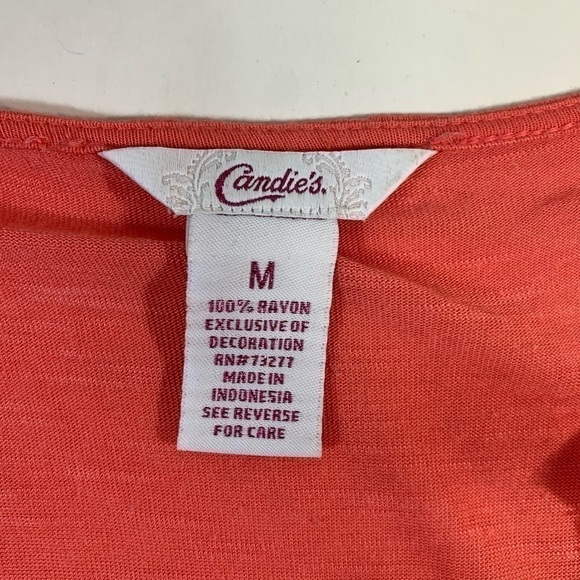 Candie's.
M
100% RAYON
EXCLUSIVE OF
DECORATION
RN#73277
MADE IN
INDONESIA
SEE REVERSE
FOR CARE